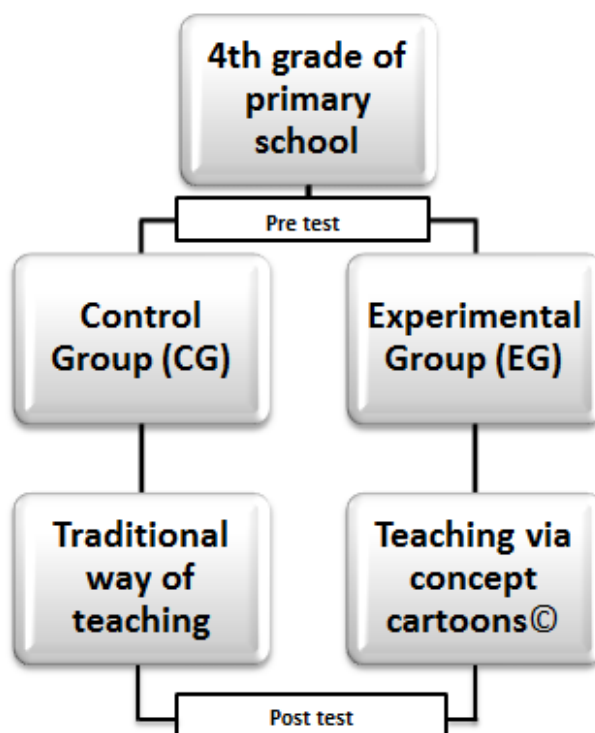 4th grade of
primary
school
Pre test
Control
Group (CG)
Experimental
Group (EG)
Traditional
way of
teaching
Teaching via
concept
cartoons©
Post test